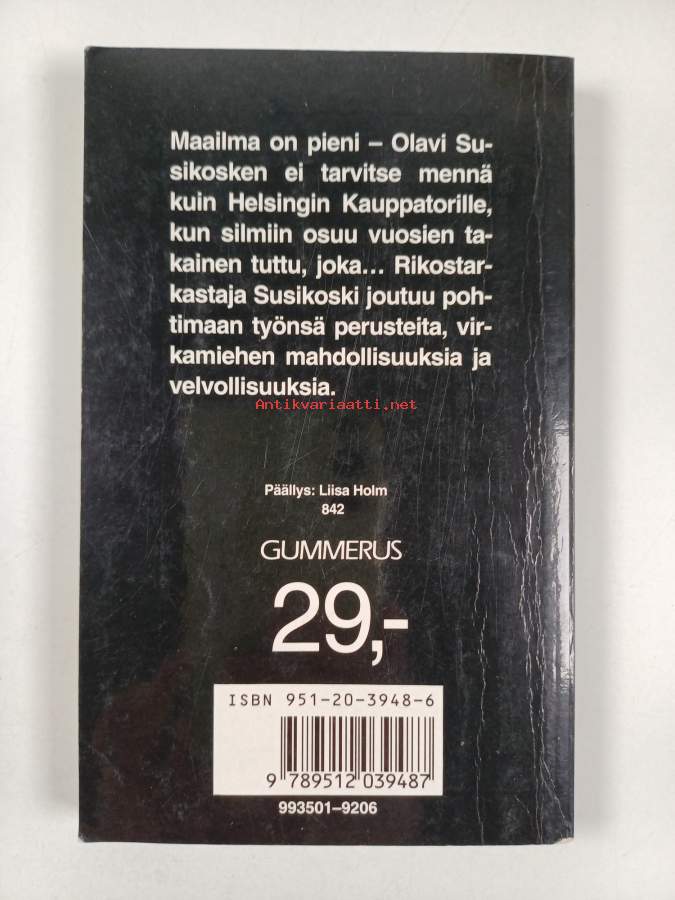 Maailma on pieni – Olavi Su-
sikosken ei tarvitse mennä
kuin Helsingin Kauppatorille,
kun silmiin osuu vuosien ta-
kainen tuttu, joka... Rikostar-
kastaja Susikoski joutuu poh-
timaan työnsä perusteita, vir-
kamiehen mahdollisuuksia ja
velvollisuuksia.
Antikvariaatti.net
Päällys: Liisa Holm
842
GUMMERUS
29,-
ISBN 951-20-3948-6
9 789512 039487
993501–9206